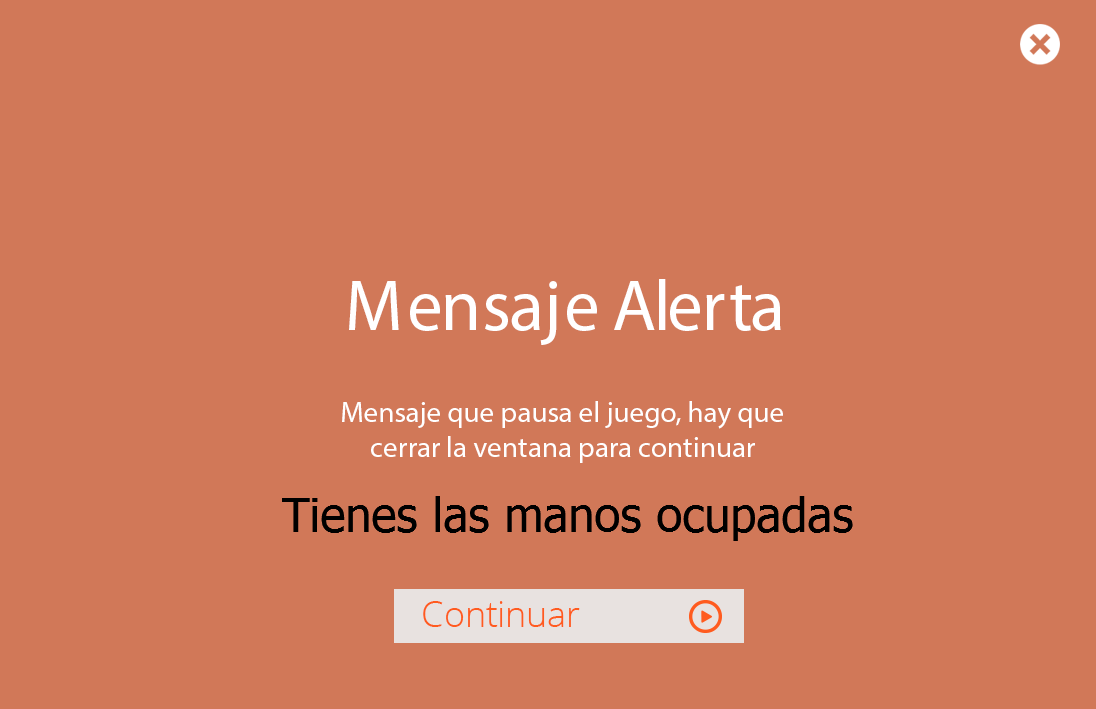 Mensaje Alerta
Mensaje que pausa el juego, hay que
cerrar la ventana para continuar
Tienes las manos ocupadas
Continuar